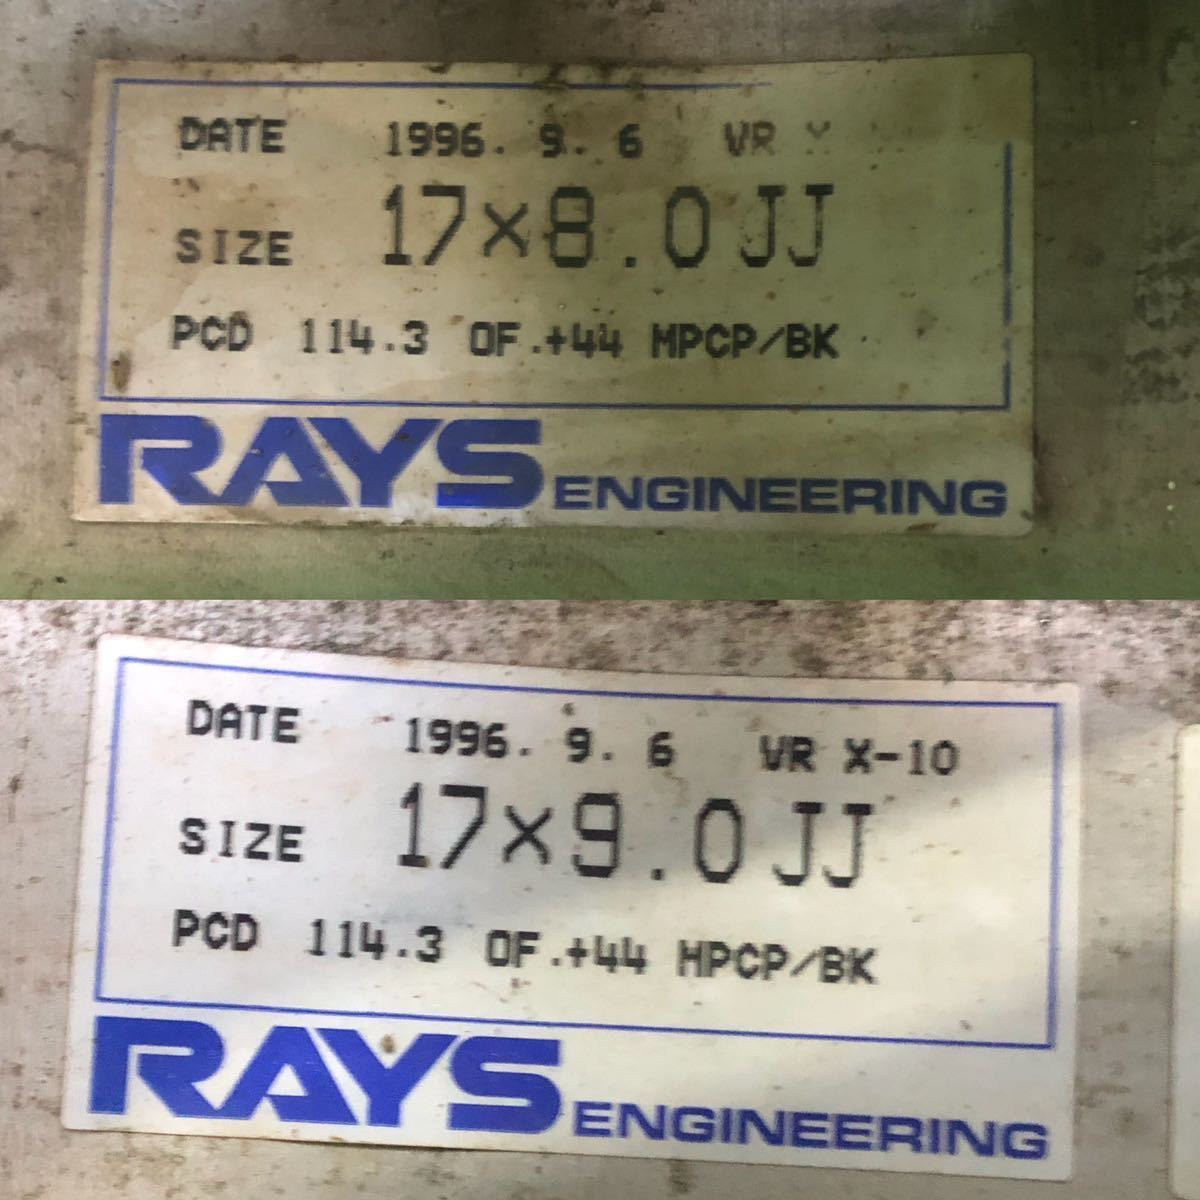 DATE 1996. 9. 6 VR
SIZE 17×8.0JJ
PCD 114.3 OF.+44 MPCP/BK
RAYS ENGINEERING
DATE 1996. 9. 6 VR X-10
SIZE 17×9.0JJ
PCD 114.3 OF.+44 MPCP/BK
RAYS ENGINEERING